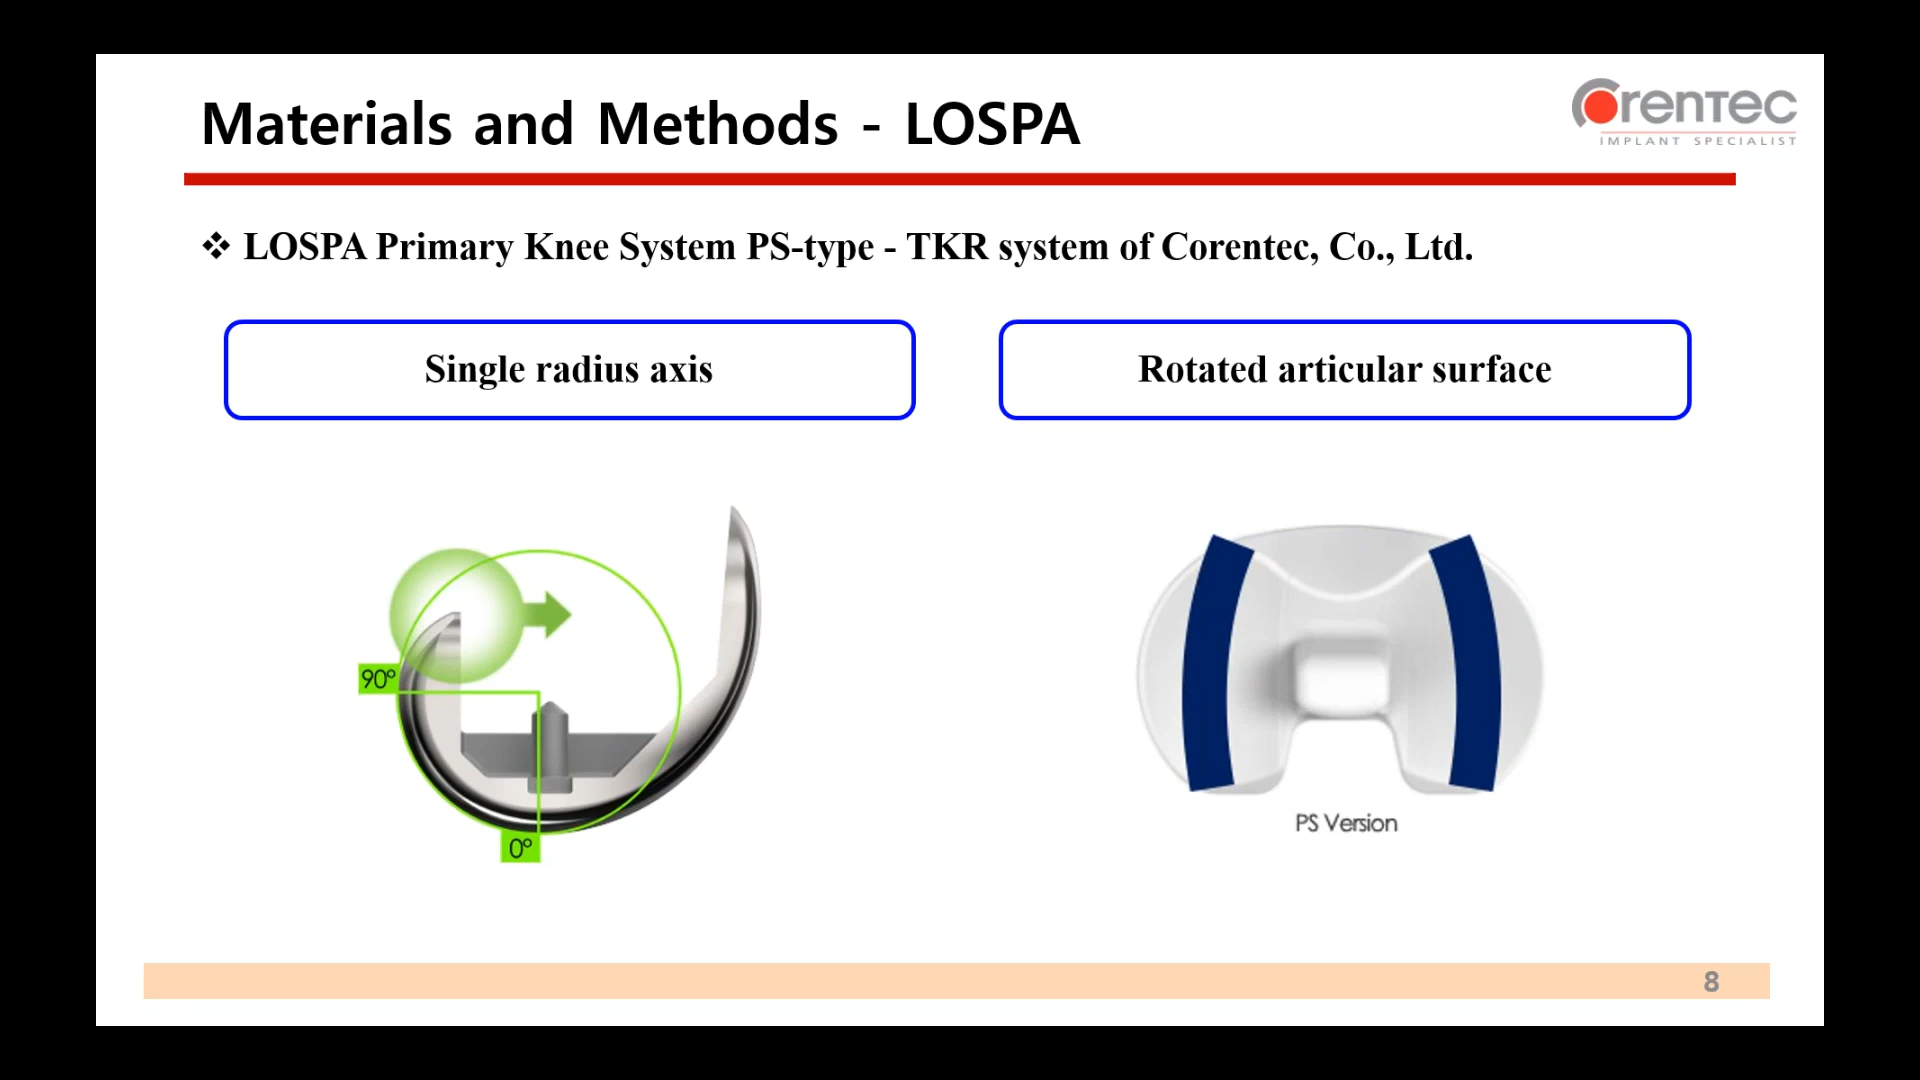 Materials and Methods - LOSPA
Corentec
IMPLANT SPECIALIST
❖ LOSPA Primary Knee System PS-type - TKR system of Corentec, Co., Ltd.
Single radius axis
Rotated articular surface
90°
0°
PS Version
8